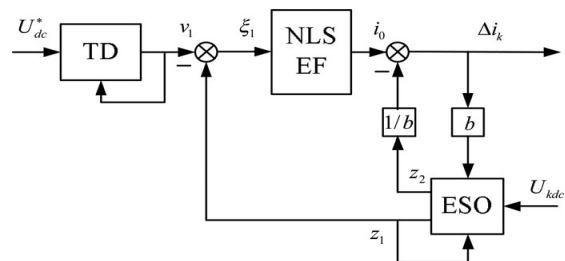 U*dc
TD
v1
−
ξ1
NLS
EF
i0
−
Δik
1/b
b
z2
ESO
Ukdc
z1